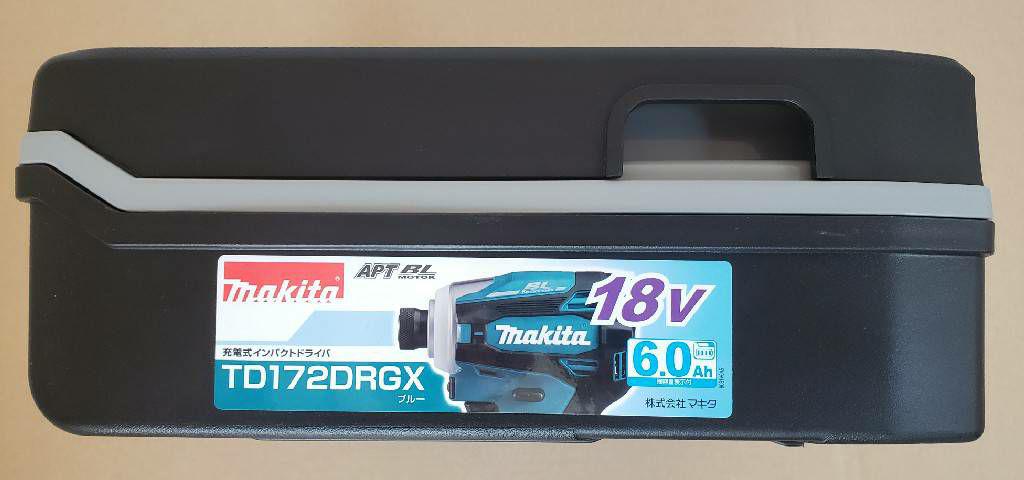 makita
APT BL
MOTOR
BL
makita
18V
6.0Ah
充電式インパクトドライバ
TD172DRGX
ブルー
株式会社マキタ